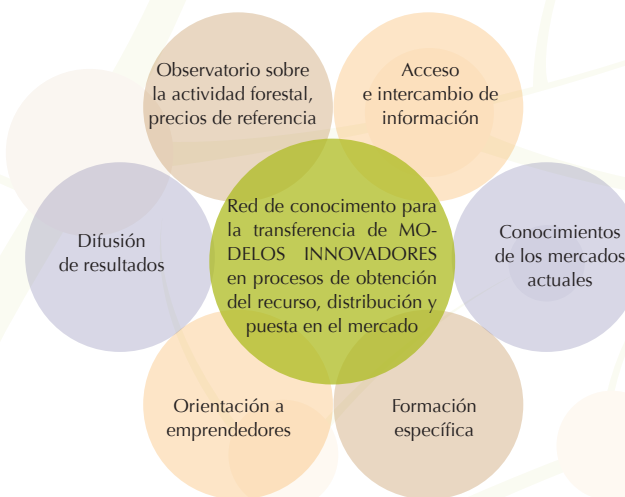 Observatorio sobre
la actividad forestal,
precios de referencia
Acceso
e intercambio de
información
Red de conocimento para
la transferencia de MO-
DELOS INNOVADORES
en procesos de obtención
del recurso, distribución y
puesta en el mercado
Difusión
de resultados
Conocimientos
de los mercados
actuales
Orientación a
emprendedores
Formación
específica